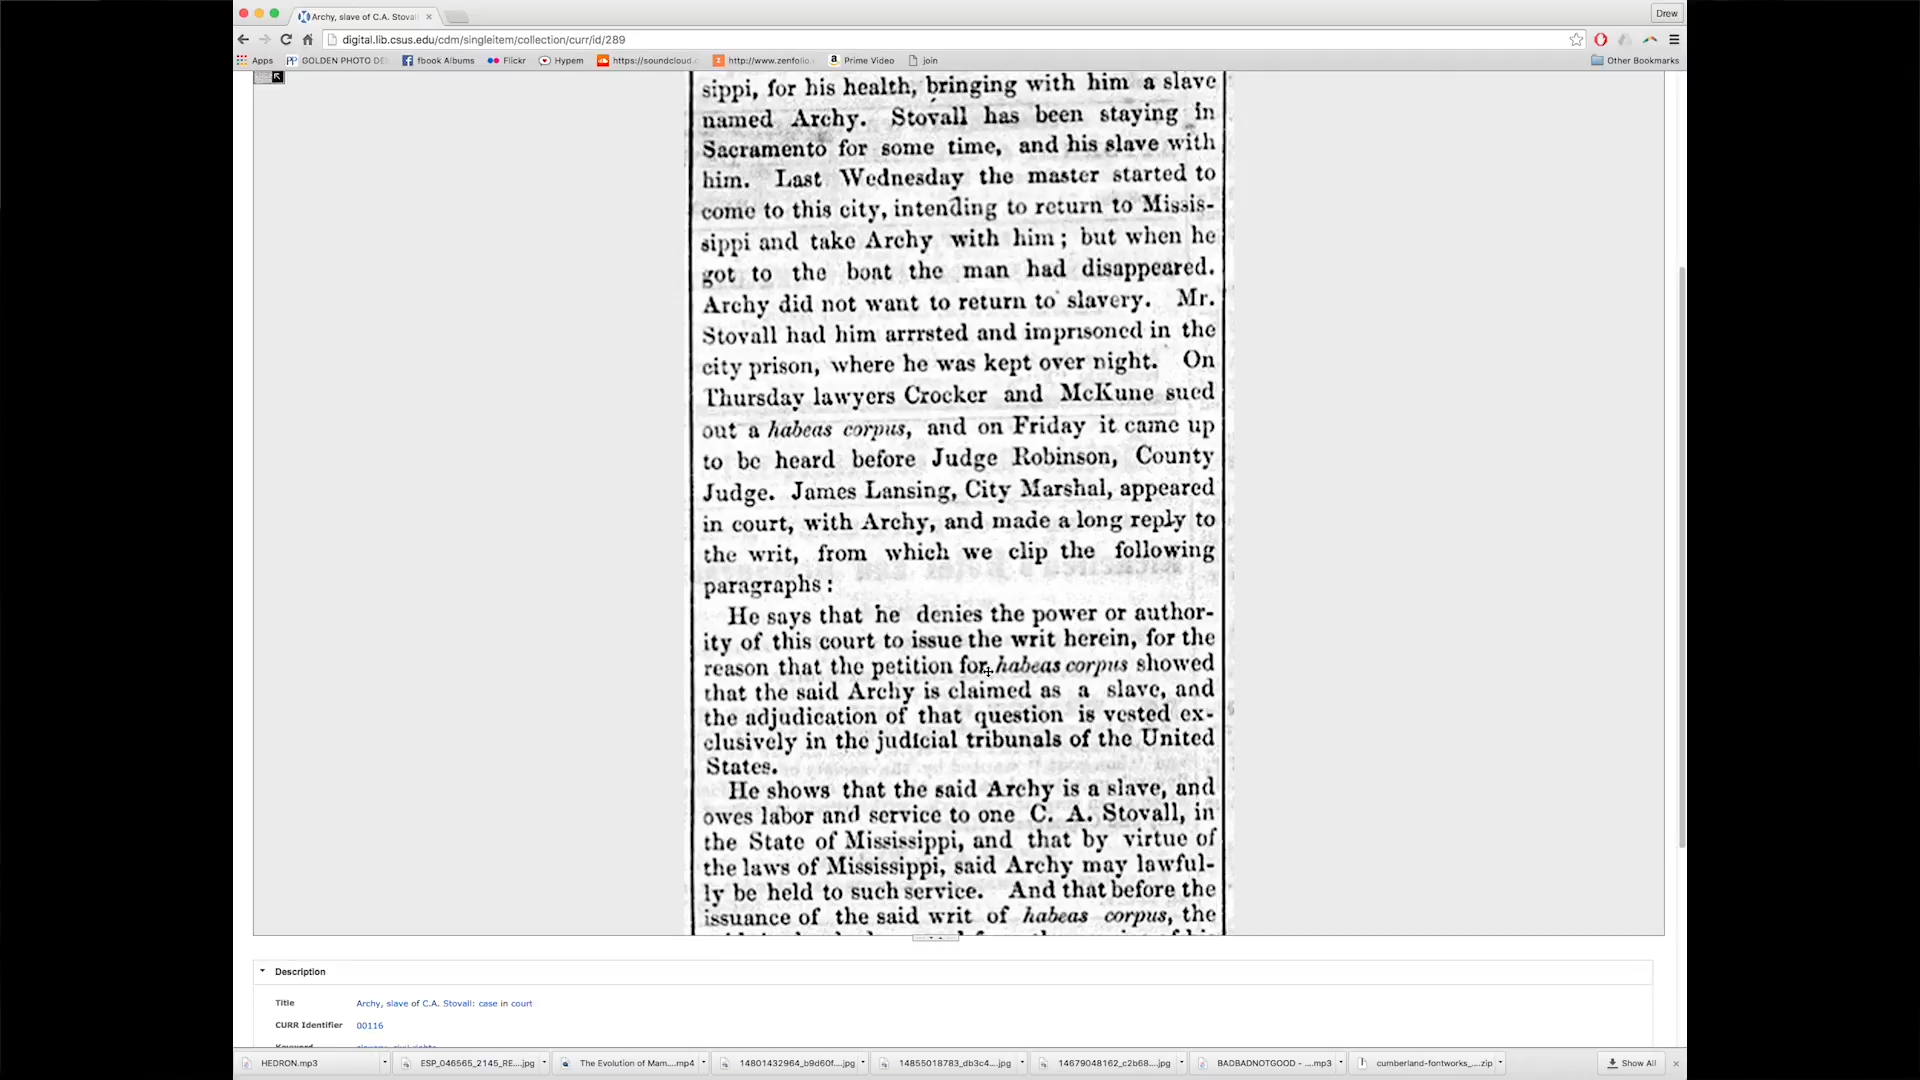 Archy, slave of C.A. Stoval
Drew
digital.lib.csus.edu/cdm/singleitem/collection/curr/id/289
Apps
GOLDEN PHOTO DE
fbook Albums
Flickr
Hypem
https://soundcloud.c
http://www.zenfolio.
Prime Video
join
Other Bookmarks
sippi, for his health, bringing with him a slave
named Archy. Stovall has been staying in
Sacramento for some time, and his slave with
him. Last Wednesday the master started to
come to this city, intending to return to Missis-
sippi and take Archy with him; but when he
got to the boat the man had disappeared.
Archy did not want to return to slavery. Mr.
Stovall had him arrrsted and imprisoned in the
city prison, where he was kept over night. On
Thursday lawyers Crocker and McKune sued
out a habeas corpus, and on Friday it came up
to be heard before Judge Robinson, County
Judge. James Lansing, City Marshal, appeared
in court, with Archy, and made a long reply to
the writ, from which we clip the following
paragraphs:
He says that he denies the power or author-
ity of this court to issue the writ herein, for the
reason that the petition for habeas corpus showed
that the said Archy is claimed as a slave, and
the adjudication of that question is vested ex-
clusively in the judicial tribunals of the United
States.
He shows that the said Archy is a slave, and
owes labor and service to one C. A. Stovall, in
the State of Mississippi, and that by virtue of
the laws of Mississippi, said Archy may lawful-
ly be held to such service. And that before the
issuance of the said writ of habeas corpus, the
Description
Title Archy, slave of C.A. Stovall: case in court
CURR Identifier 00116
HEDRON.mp3
ESP_046565_2145_RE....jpg
The Evolution of Mam....mp4
14801432964_b9d60f....jpg
14855018783_db3c4....jpg
14679048162_c2b68....jpg
BADBADNOTGOOD - ....mp3
cumberland-fontworks_....zip
Show All